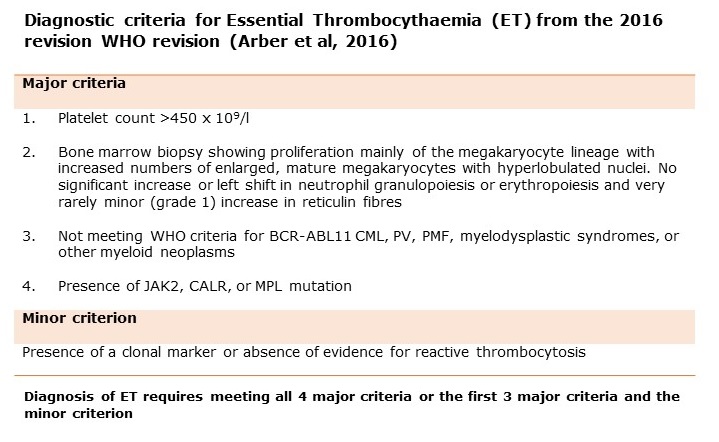 Diagnostic criteria for Essential Thrombocythaemia (ET) from the 2016
revision WHO revision (Arber et al, 2016)
Major criteria
1. Platelet count >450 x 10⁹/l
2. Bone marrow biopsy showing proliferation mainly of the megakaryocyte lineage with
increased numbers of enlarged, mature megakaryocytes with hyperlobulated nuclei. No
significant increase or left shift in neutrophil granulopoiesis or erythropoiesis and very
rarely minor (grade 1) increase in reticulin fibres
3. Not meeting WHO criteria for BCR-ABL11 CML, PV, PMF, myelodysplastic syndromes, or
other myeloid neoplasms
4. Presence of JAK2, CALR, or MPL mutation
Minor criterion
Presence of a clonal marker or absence of evidence for reactive thrombocytosis
Diagnosis of ET requires meeting all 4 major criteria or the first 3 major criteria and the
minor criterion